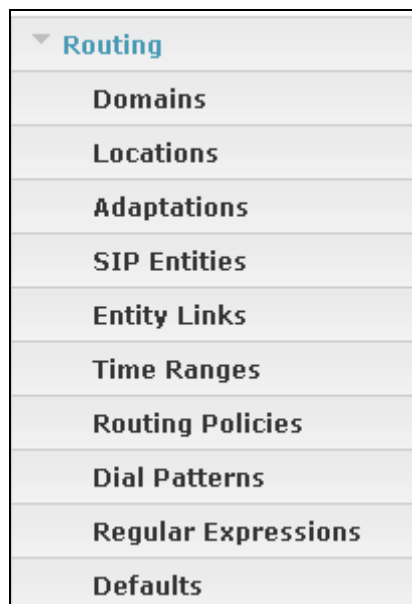 Routing
Domains
Locations
Adaptations
SIP Entities
Entity Links
Time Ranges
Routing Policies
Dial Patterns
Regular Expressions
Defaults